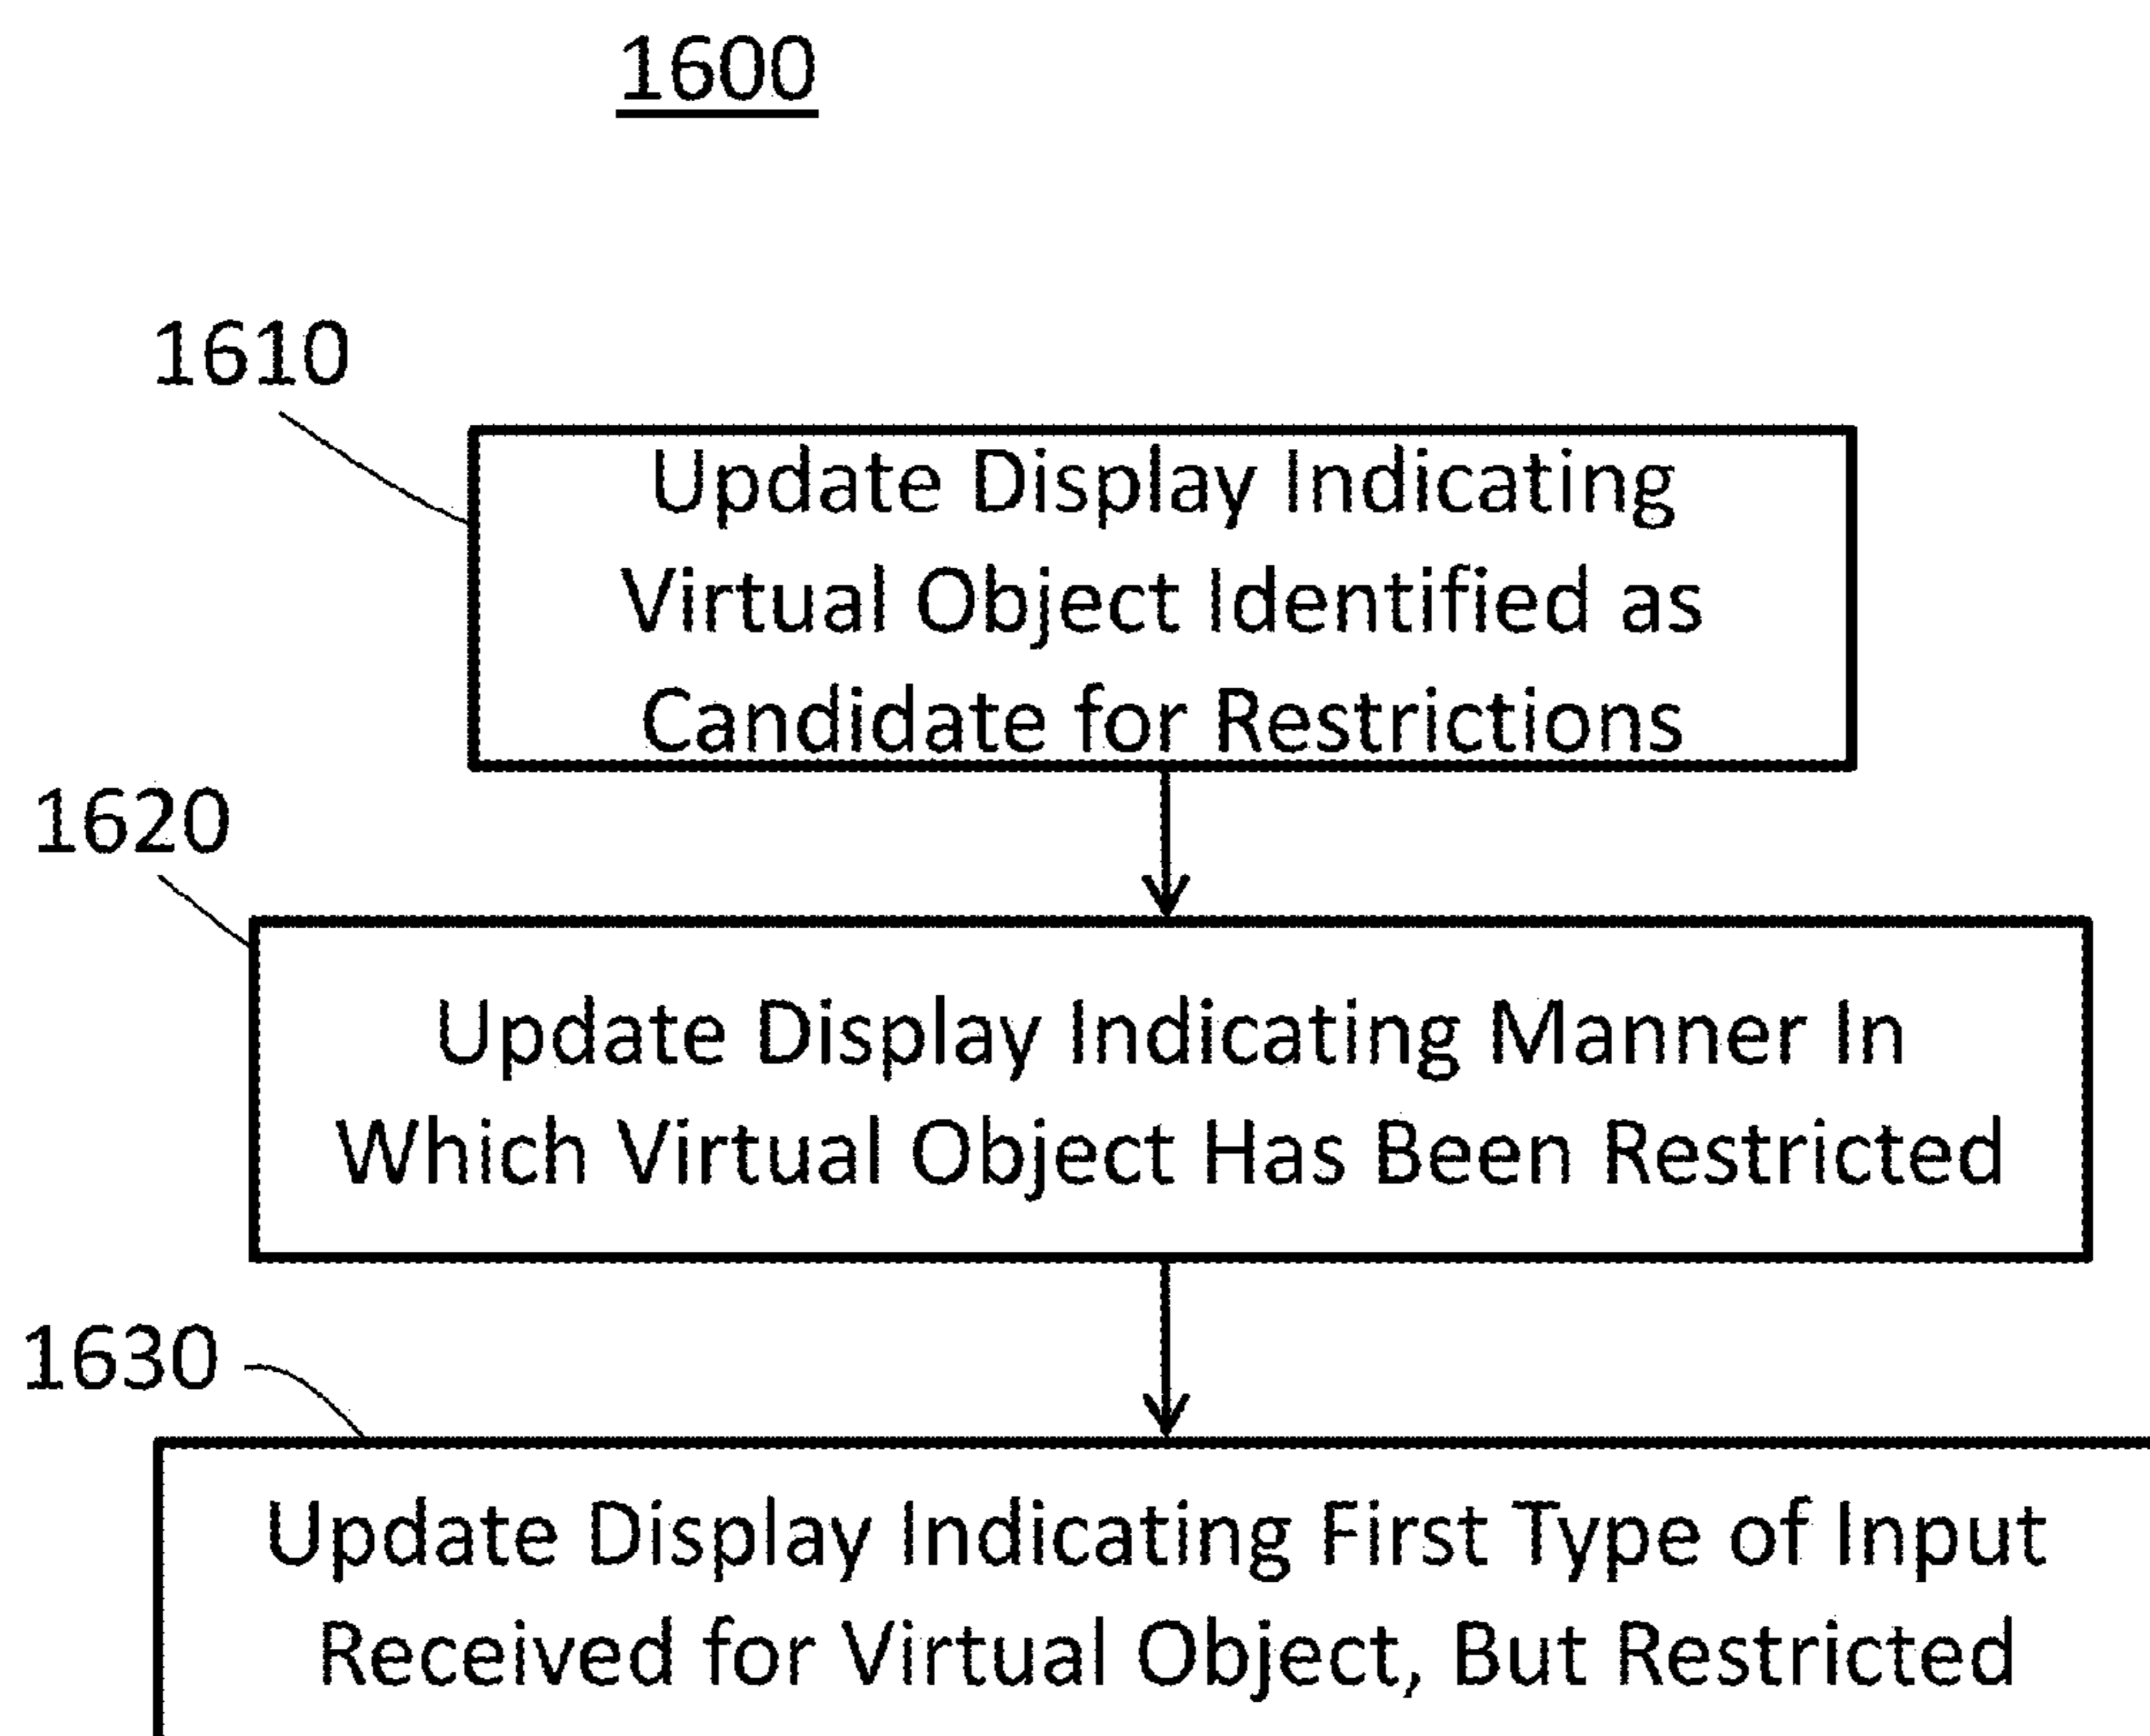 1600
1610
Update Display Indicating
Virtual Object Identified as
Candidate for Restrictions
1620
Update Display Indicating Manner In
Which Virtual Object Has Been Restricted
1630
Update Display Indicating First Type of Input
Received for Virtual Object, But Restricted